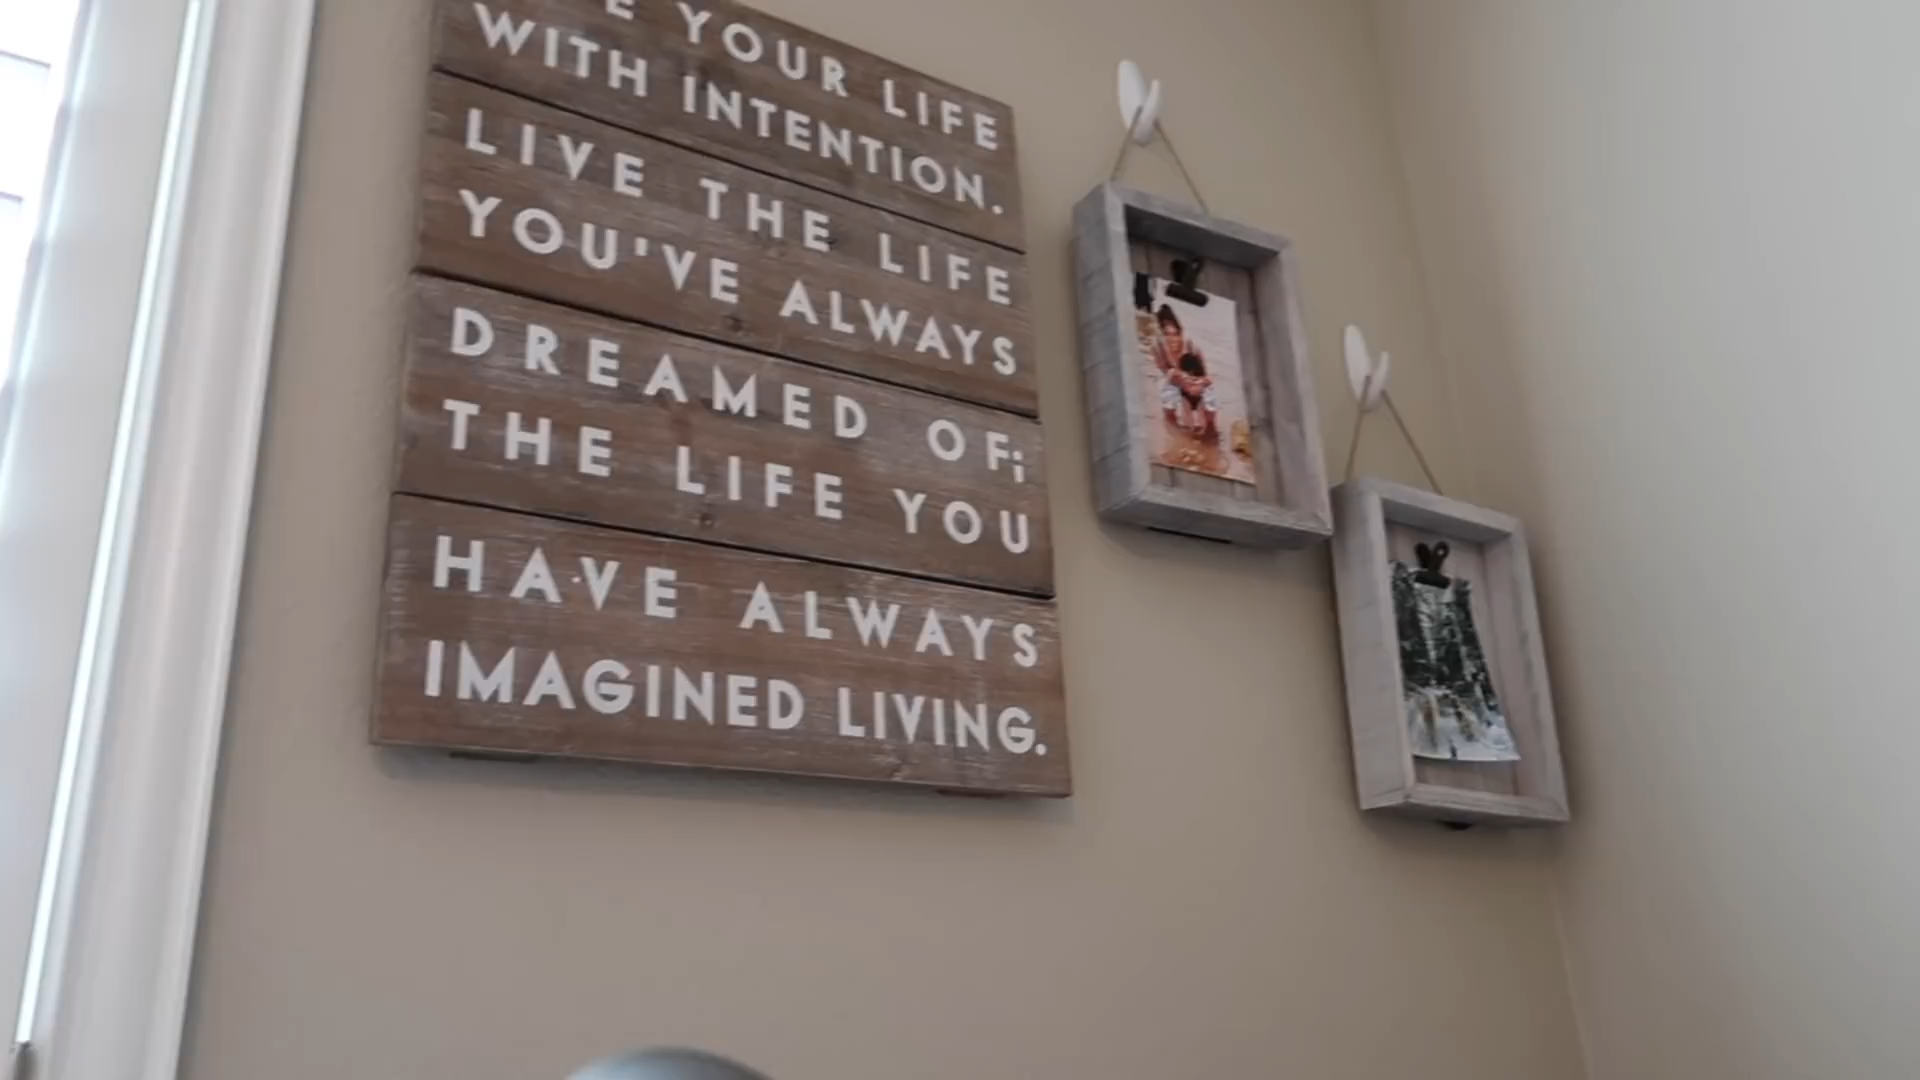 YOUR LIFE
WITH INTENTION.
LIVE THE LIFE
YOU'VE ALWAYS
DREAMED OF;
THE LIFE YOU
HAVE ALWAYS
IMAGINED LIVING.